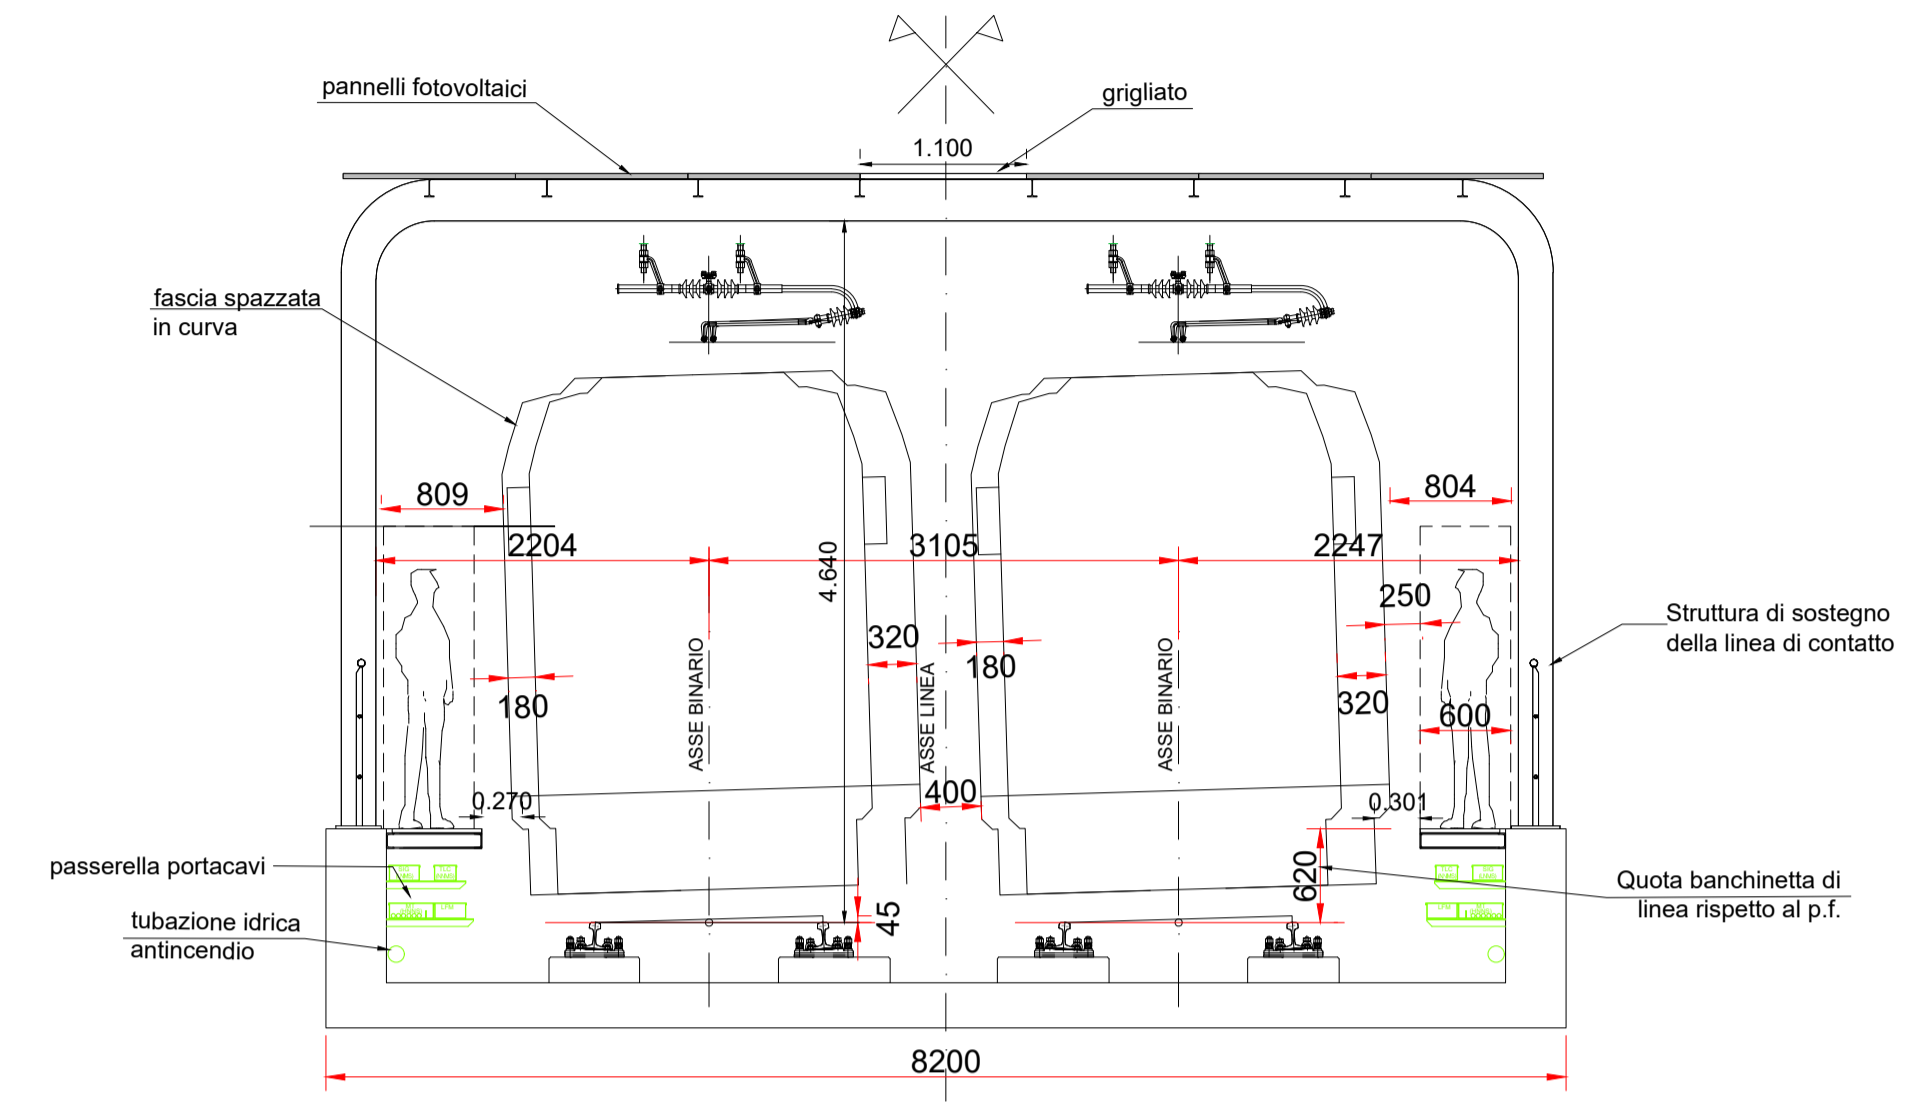 pannelli fotovoltaici
grigliato
1.100
fascia spazzata
in curva
809
804
2204
3105
2247
4.640
250
Struttura di sostegno
della linea di contatto
320
180
180
320
600
ASSE BINARIO
ASSE LINEA
ASSE BINARIO
0.270
400
0.301
620
passerella portacavi
Quota banchinetta di
linea rispetto al p.f.
tubazione idrica
antincendio
45
8200